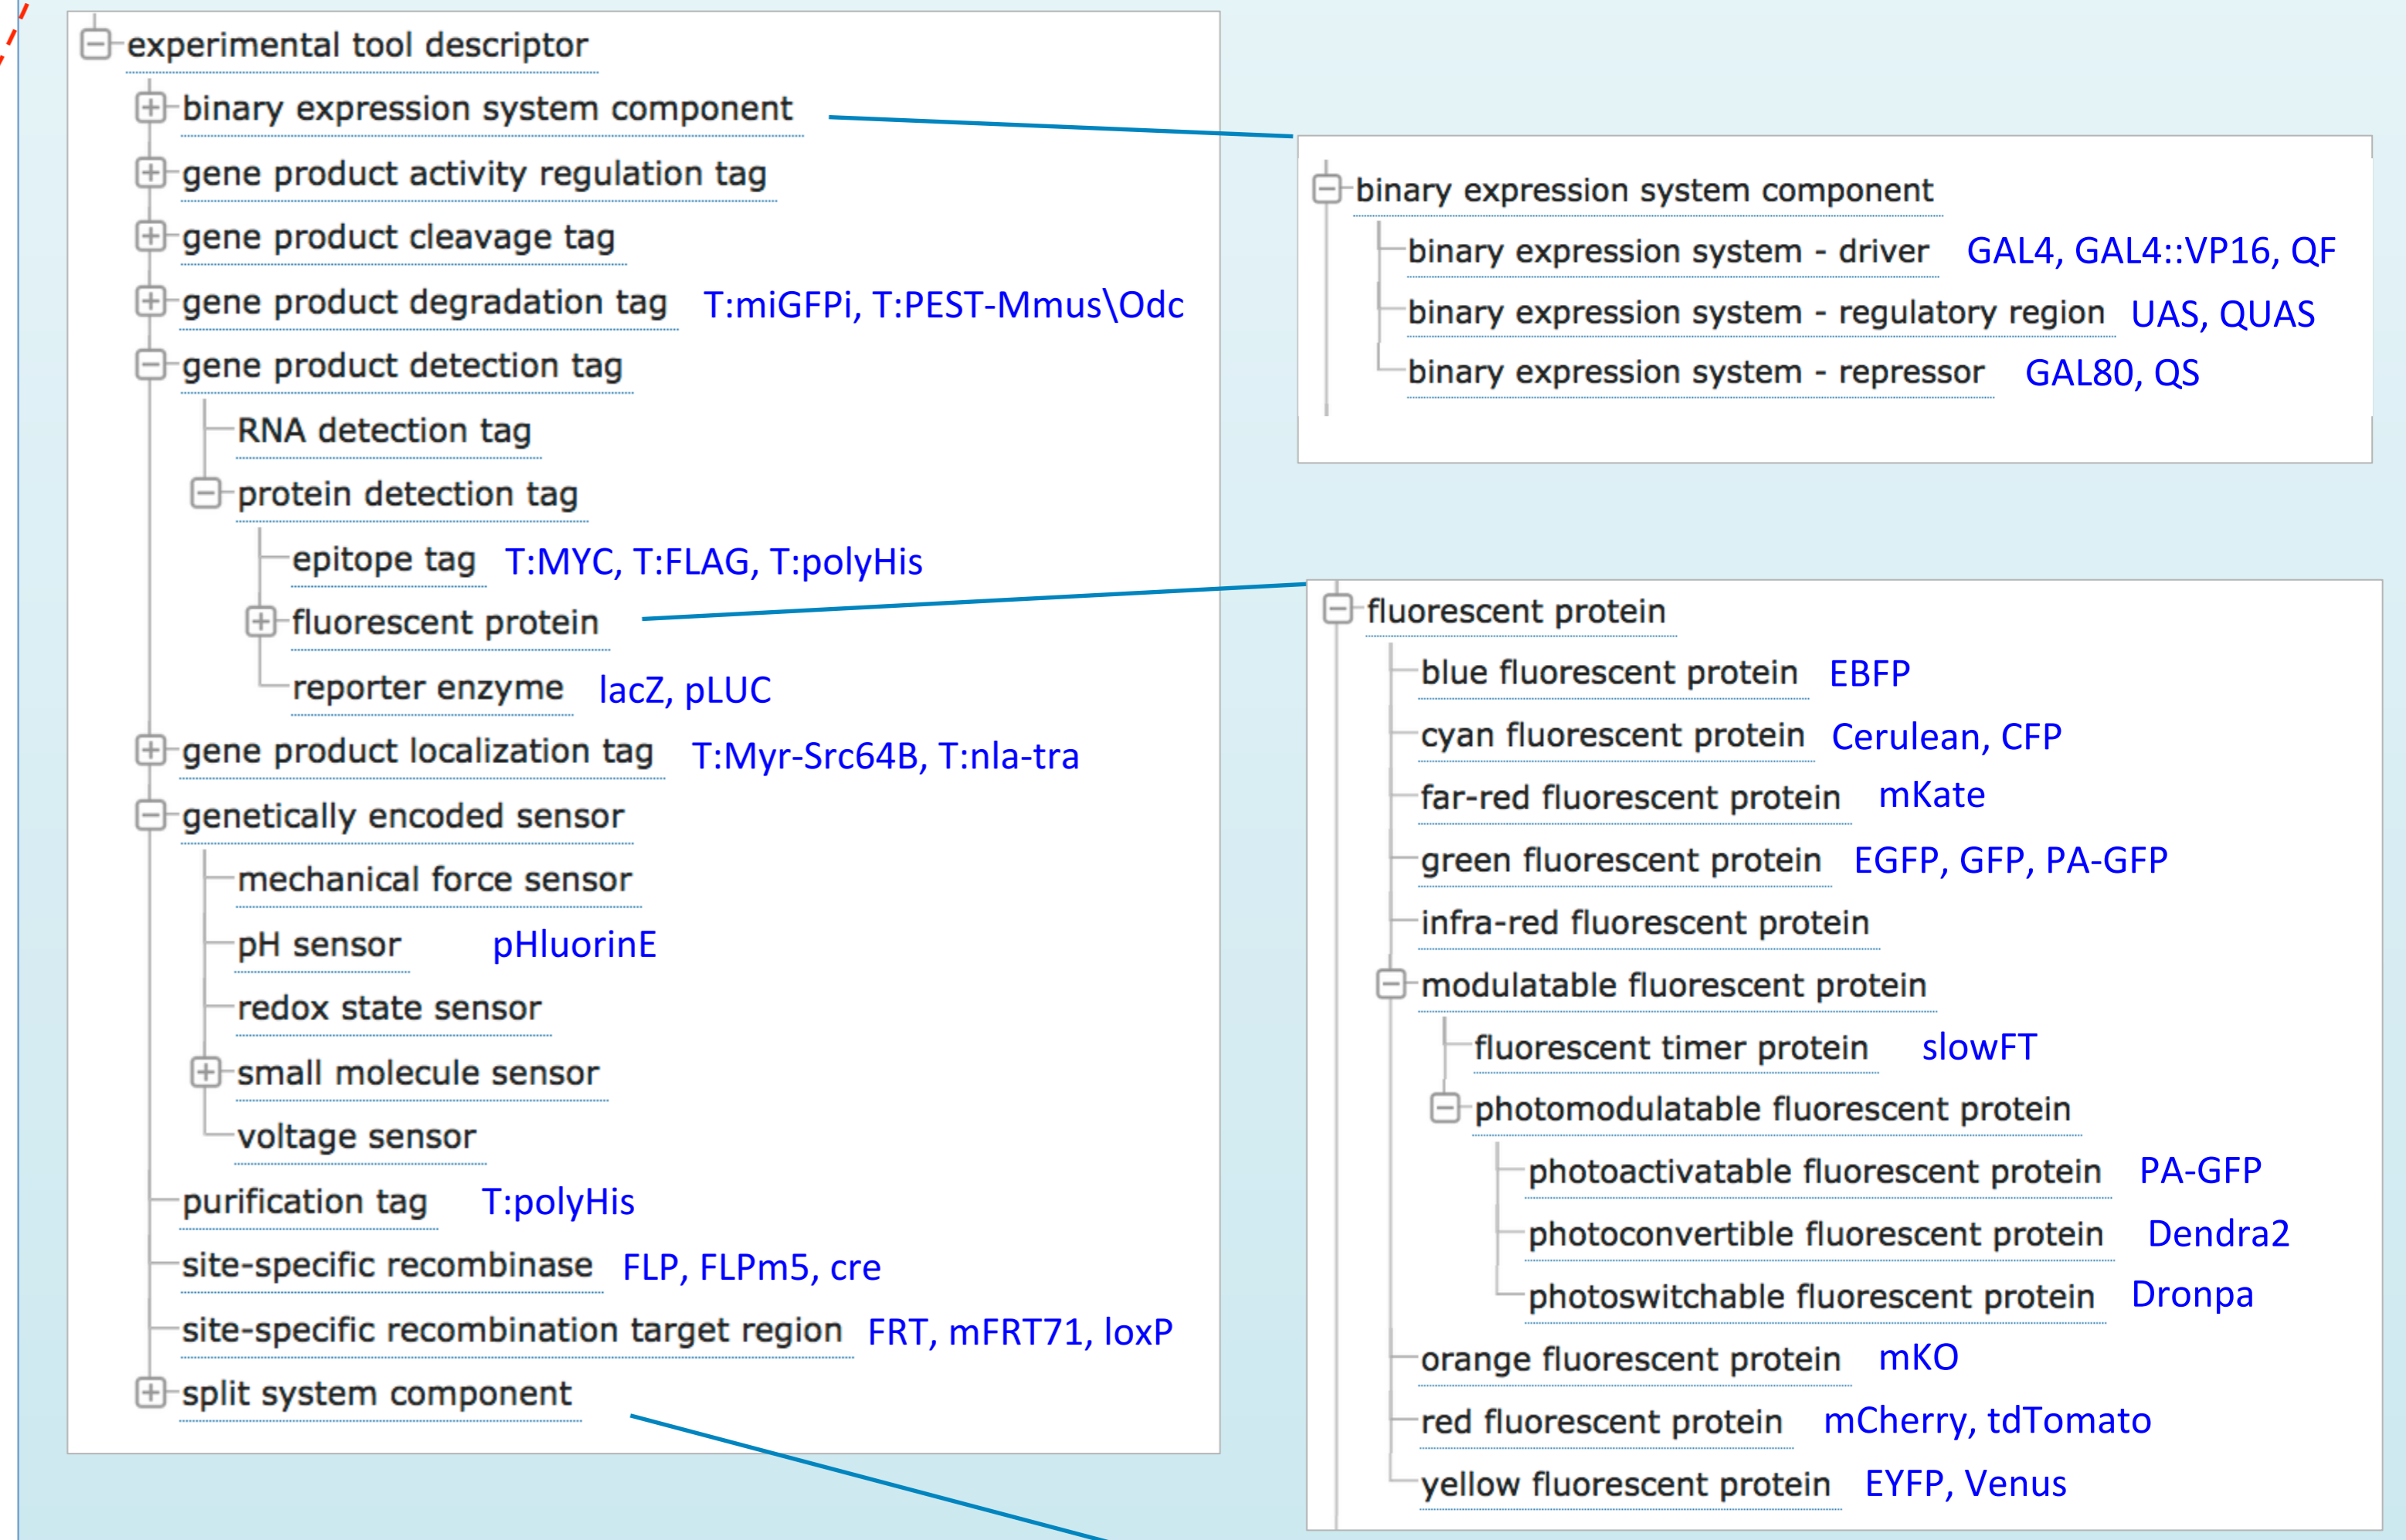 experimental tool descriptor
binary expression system component
gene product activity regulation tag
gene product cleavage tag
gene product degradation tag T:miGFPi, T:PEST-Mmus\Odc
gene product detection tag
RNA detection tag
protein detection tag
epitope tag T:MYC, T:FLAG, T:polyHis
fluorescent protein
reporter enzyme lacZ, pLUC
gene product localization tag T:Myr-Src64B, T:nla-tra
genetically encoded sensor
mechanical force sensor
pH sensor pHluorinE
redox state sensor
small molecule sensor
voltage sensor
purification tag T:polyHis
site-specific recombinase FLP, FLPm5, cre
site-specific recombination target region FRT, mFRT71, loxP
split system component
binary expression system component
binary expression system - driver GAL4, GAL4::VP16, QF
binary expression system - regulatory region UAS, QUAS
binary expression system - repressor GAL80, QS
fluorescent protein
blue fluorescent protein EBFP
cyan fluorescent protein Cerulean, CFP
far-red fluorescent protein mKate
green fluorescent protein EGFP, GFP, PA-GFP
infra-red fluorescent protein
modulatable fluorescent protein
fluorescent timer protein slowFT
photomodulatable fluorescent protein
photoactivatable fluorescent protein PA-GFP
photoconvertible fluorescent protein Dendra2
photoswitchable fluorescent protein Dronpa
orange fluorescent protein mKO
red fluorescent protein mCherry, tdTomato
yellow fluorescent protein EYFP, Venus